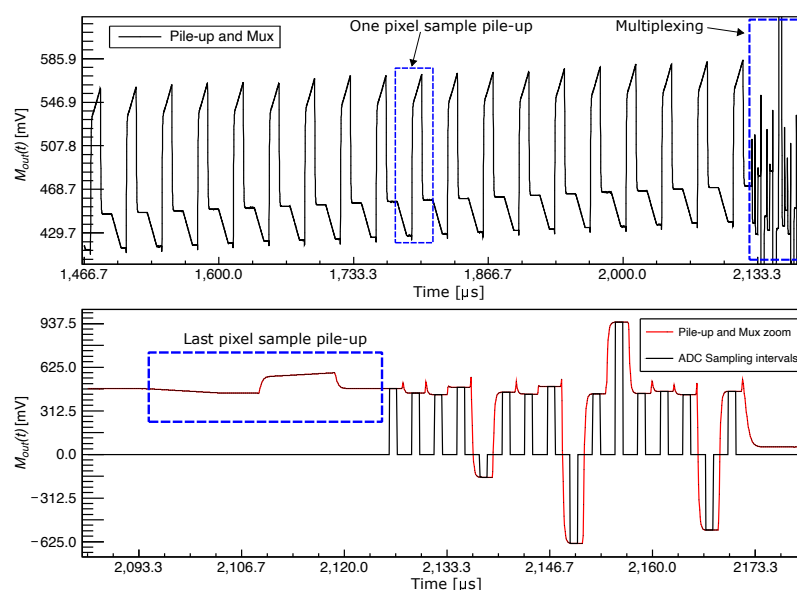 One pixel sample pile-up
Multiplexing
Pile-up and Mux
585.9
546.9
507.8
468.7
429.7
M_out(t) [mV]
1,466.7 1,600.0 1,733.3 1,866.7 2,000.0 2,133.3
Time [µs]
Last pixel sample pile-up
Pile-up and Mux zoom
ADC Sampling intervals
937.5
625.0
312.5
0.0
−312.5
−625.0
M_out(t) [mV]
2,093.3 2,106.7 2,120.0 2,133.3 2,146.7 2,160.0 2,173.3
Time [µs]